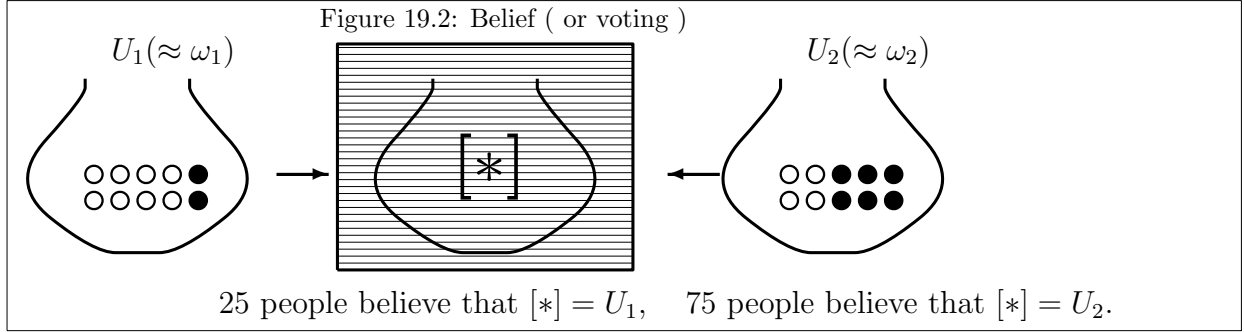 Figure 19.2: Belief ( or voting )
U₁(≈ ω₁)
U₂(≈ ω₂)
[∗]
25 people believe that [∗] = U₁, 75 people believe that [∗] = U₂.